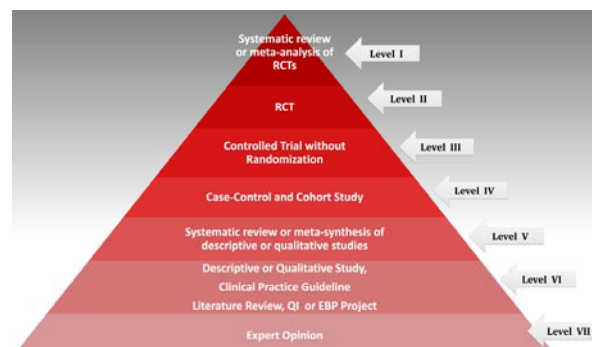 Systematic review
or meta-analysis of
RCTs
Level I
RCT
Level II
Controlled Trial without
Randomization
Level III
Case-Control and Cohort Study
Level IV
Systematic review or meta-synthesis of
descriptive or qualitative studies
Level V
Descriptive or Qualitative Study,
Clinical Practice Guideline
Literature Review, QI or EBP Project
Level VI
Expert Opinion
Level VII